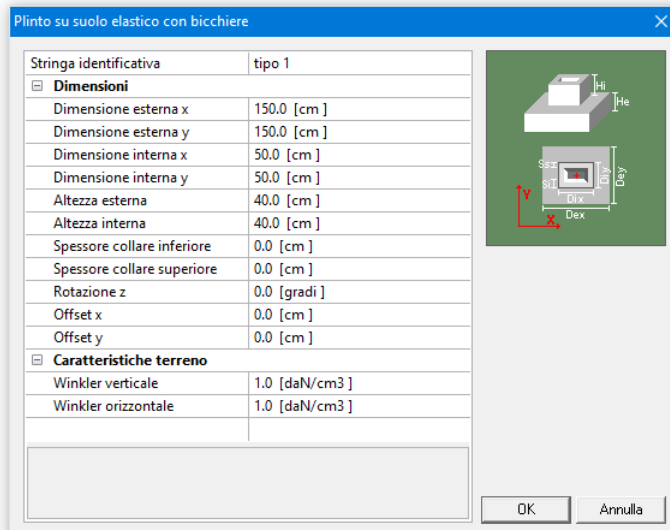 Plinto su suolo elastico con bicchiere
Stringa identificativa tipo 1
Dimensioni
Dimensione esterna x 150.0 [cm ]
Dimensione esterna y 150.0 [cm ]
Dimensione interna x 50.0 [cm ]
Dimensione interna y 50.0 [cm ]
Altezza esterna 40.0 [cm ]
Altezza interna 40.0 [cm ]
Spessore collare inferiore 0.0 [cm ]
Spessore collare superiore 0.0 [cm ]
Rotazione z 0.0 [gradi ]
Offset x 0.0 [cm ]
Offset y 0.0 [cm ]
Caratteristiche terreno
Winkler verticale 1.0 [daN/cm3 ]
Winkler orizzontale 1.0 [daN/cm3 ]
Hi
He
Ss
Si
Diy
Dey
Dix
Dex
Y
X
OK Annulla